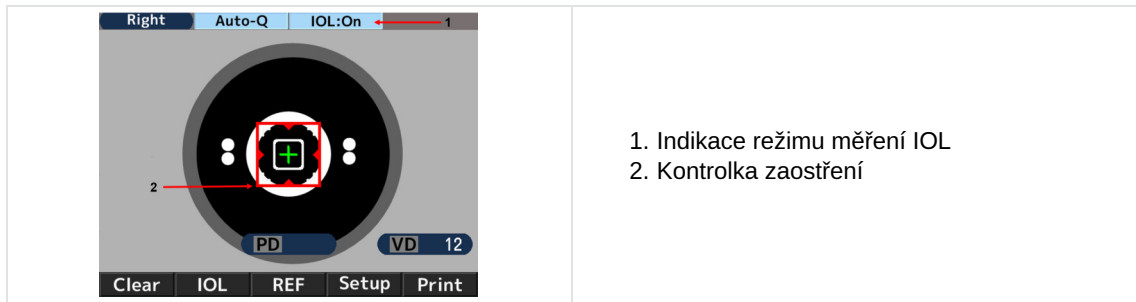 Right Auto-Q IOL:On 1
2
PD VD 12
Clear IOL REF Setup Print
1. Indikace režimu měření IOL
2. Kontrolka zaostření